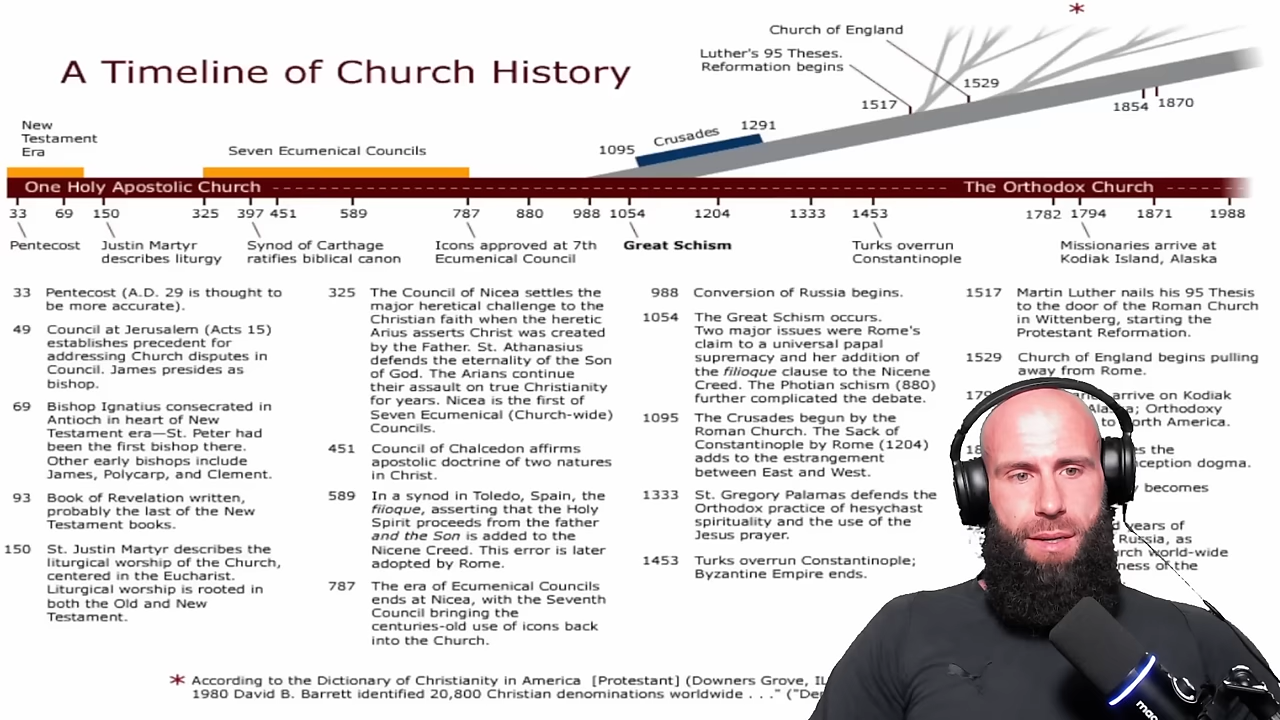 Church of England
Luther's 95 Theses.
Reformation begins
*
A Timeline of Church History
1517
1529
1854
1870
New
Testament
Era
Seven Ecumenical Councils
1095
Crusades
1291
One Holy Apostolic Church
The Orthodox Church
33 69 150 325 397 451 589 787 880 988 1054 1204 1333 1453 1782 1794 1871 1988
Pentecost
Justin Martyr
describes liturgy
Synod of Carthage
ratifies biblical canon
Icons approved at 7th
Ecumenical Council
Great Schism
Turks overrun
Constantinople
Missionaries arrive at
Kodiak Island, Alaska
33 Pentecost (A.D. 29 is thought to
be more accurate).
49 Council at Jerusalem (Acts 15)
establishes precedent for
addressing Church disputes in
Council. James presides as
bishop.
69 Bishop Ignatius consecrated in
Antioch in heart of New
Testament era—St. Peter had
been the first bishop there.
Other early bishops include
James, Polycarp, and Clement.
93 Book of Revelation written,
probably the last of the New
Testament books.
150 St. Justin Martyr describes the
liturgical worship of the Church,
centered in the Eucharist.
Liturgical worship is rooted in
both the Old and New
Testament.
325 The Council of Nicea settles the
major heretical challenge to the
Christian faith when the heretic
Arius asserts Christ was created
by the Father. St. Athanasius
defends the eternality of the Son
of God. The Arians continue
their assault on true Christianity
for years. Nicea is the first of
Seven Ecumenical (Church-wide)
Councils.
451 Council of Chalcedon affirms
apostolic doctrine of two natures
in Christ.
589 In a synod in Toledo, Spain, the
filioque, asserting that the Holy
Spirit proceeds from the father
and the Son is added to the
Nicene Creed. This error is later
adopted by Rome.
787 The era of Ecumenical Councils
ends at Nicea, with the Seventh
Council bringing the
centuries-old use of icons back
into the Church.
988 Conversion of Russia begins.
1054 The Great Schism occurs.
Two major issues were Rome's
claim to a universal papal
supremacy and her addition of
the filioque clause to the Nicene
Creed. The Photian schism (880)
further complicated the debate.
1095 The Crusades begun by the
Roman Church. The Sack of
Constantinople by Rome (1204)
adds to the estrangement
between East and West.
1333 St. Gregory Palamas defends the
Orthodox practice of hesychast
spirituality and the use of the
Jesus prayer.
1453 Turks overrun Constantinople;
Byzantine Empire ends.
1517 Martin Luther nails his 95 Thesis
to the door of the Roman Church
in Wittenberg, starting the
Protestant Reformation.
1529 Church of England begins pulling
away from Rome.
arrive on Kodiak
Orthodoxy
to North America.
the
dogma.
becomes
years of
Russia, as
world-wide
of the
* According to the Dictionary of Christianity in America [Protestant] (Downers Grove,
1980 David B. Barrett identified 20,800 Christian denominations worldwide . . ."